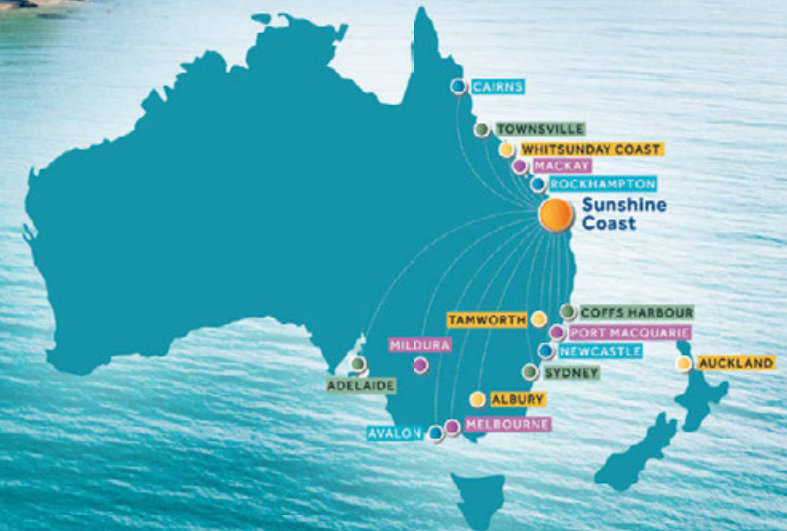 CAIRNS
TOWNSVILLE
WHITSUNDAY COAST
MACKAY
ROCKHAMPTON
Sunshine
Coast
COFFS HARBOUR
TAMWORTH
PORT MACQUARIE
MILDURA
NEWCASTLE
AUCKLAND
SYDNEY
ADELAIDE
ALBURY
MELBOURNE
AVALON